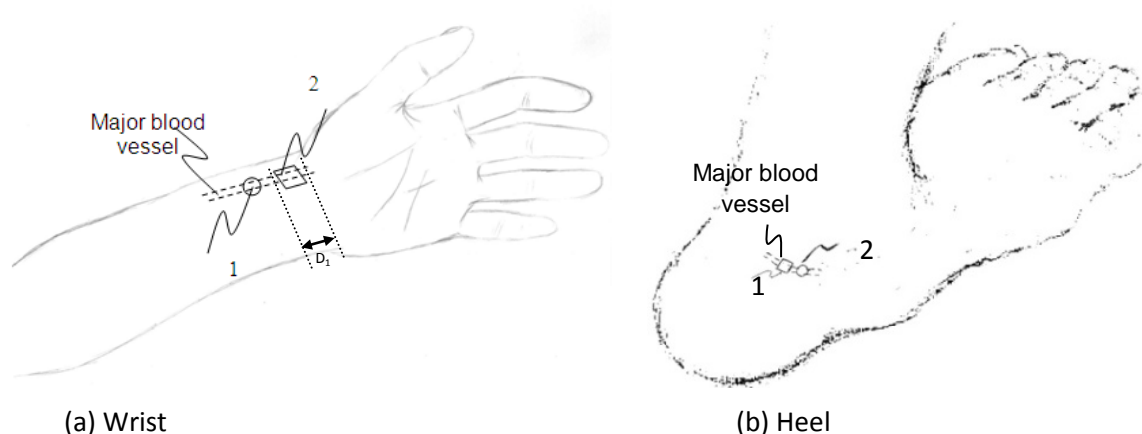 2
Major blood
vessel
1
D1
Major blood
vessel
2
1
(a) Wrist
(b) Heel